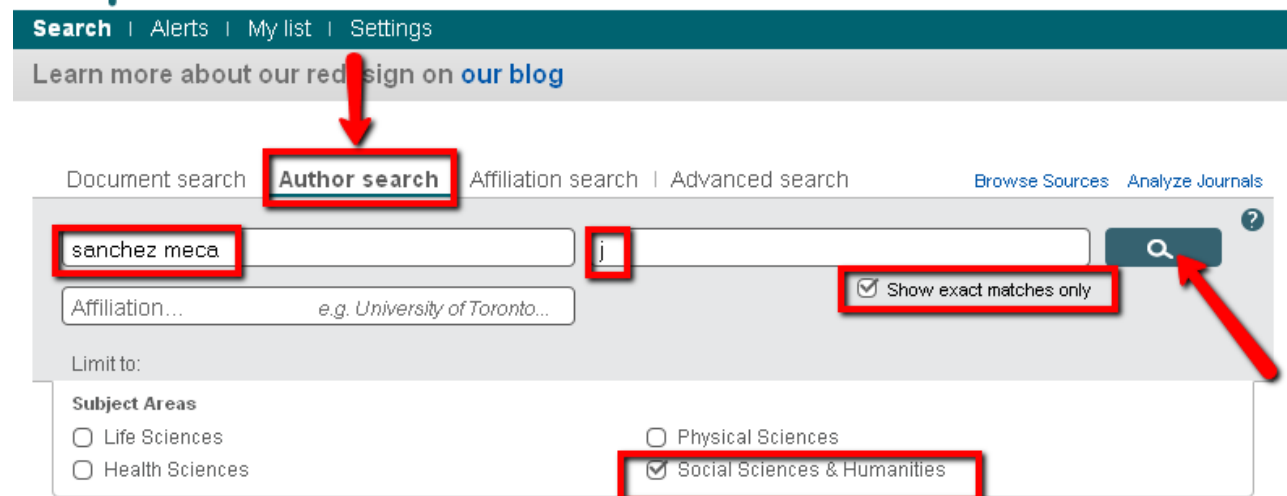 Search | Alerts | My list | Settings
Learn more about our redesign on our blog
Document search Author search Affiliation search | Advanced search Browse Sources Analyze Journals
?
sanchez meca j
Show exact matches only
Affiliation... e.g. University of Toronto...
Limit to:
Subject Areas
Life Sciences Physical Sciences
Health Sciences Social Sciences & Humanities